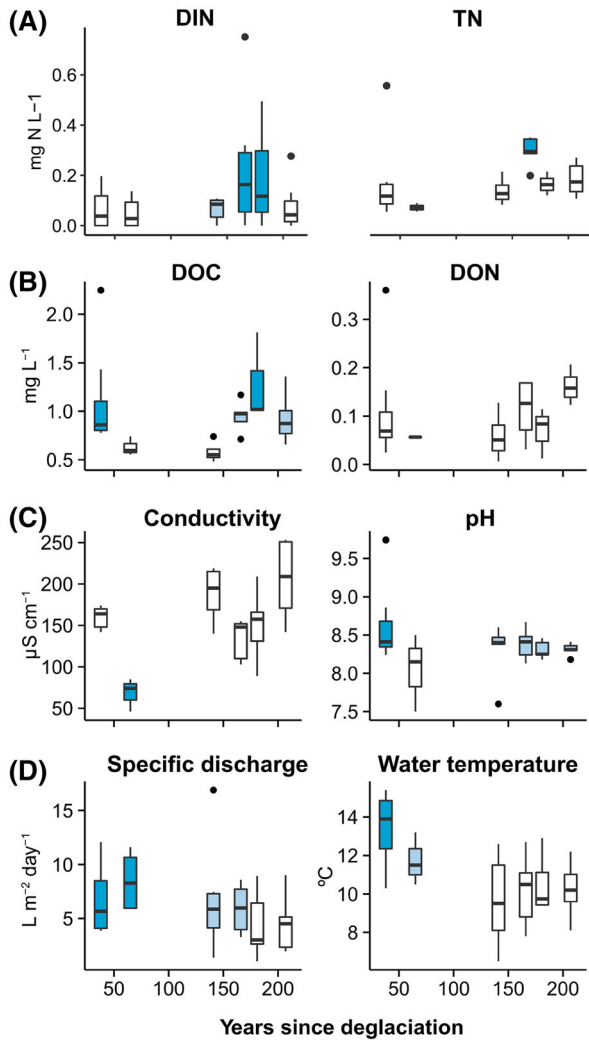 (A) DIN TN
mg N L−1
0.6
0.4
0.2
0.0
(B) DOC DON
mg L−1
2.0
1.5
1.0
0.5
0.3
0.2
0.1
0.0
(C) Conductivity pH
µS cm−1
250
200
150
100
50
9.5
9.0
8.5
8.0
7.5
(D) Specific discharge Water temperature
L m−2 day−1
15
10
5
ºC
14
12
10
8
50 100 150 200 50 100 150 200
Years since deglaciation